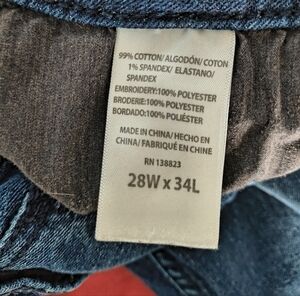 99% COTTON/ALGODÓN/COTON
1% SPANDEX/ ELASTANO/
SPANDEX
EMBROIDERY:100% POLYESTER
BRODERIE:100% POLYESTER
BORDADO:100% POLIÉSTER
MADE IN CHINA/ HECHO EN
CHINA/ FABRIQUÉ EN CHINE
RN 138823
28W x 34L